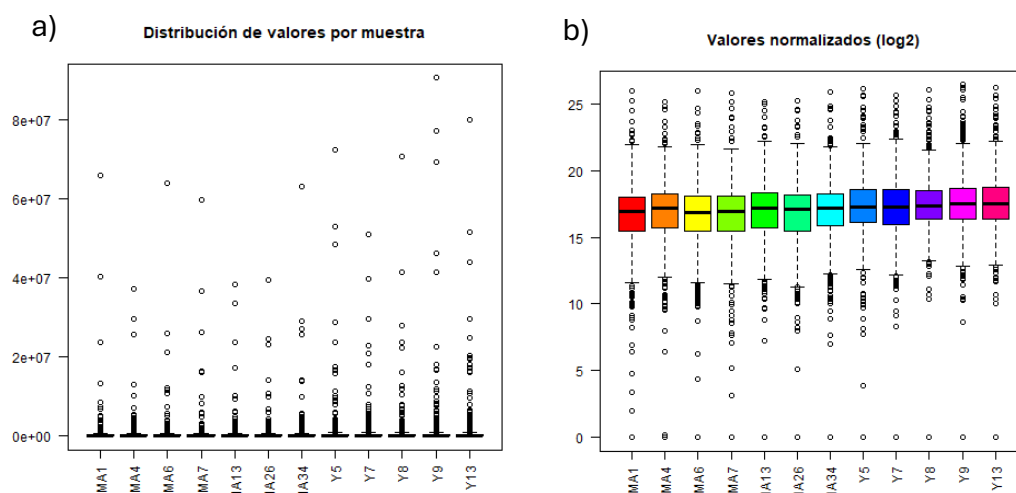 a)
Distribución de valores por muestra
8e+07
6e+07
4e+07
2e+07
0e+00
MA1
MA4
MA6
MA7
IA13
IA26
IA34
Y5
Y7
Y8
Y9
Y13
b)
Valores normalizados (log2)
25
20
15
10
5
0
MA1
MA4
MA6
MA7
IA13
IA26
IA34
Y5
Y7
Y8
Y9
Y13